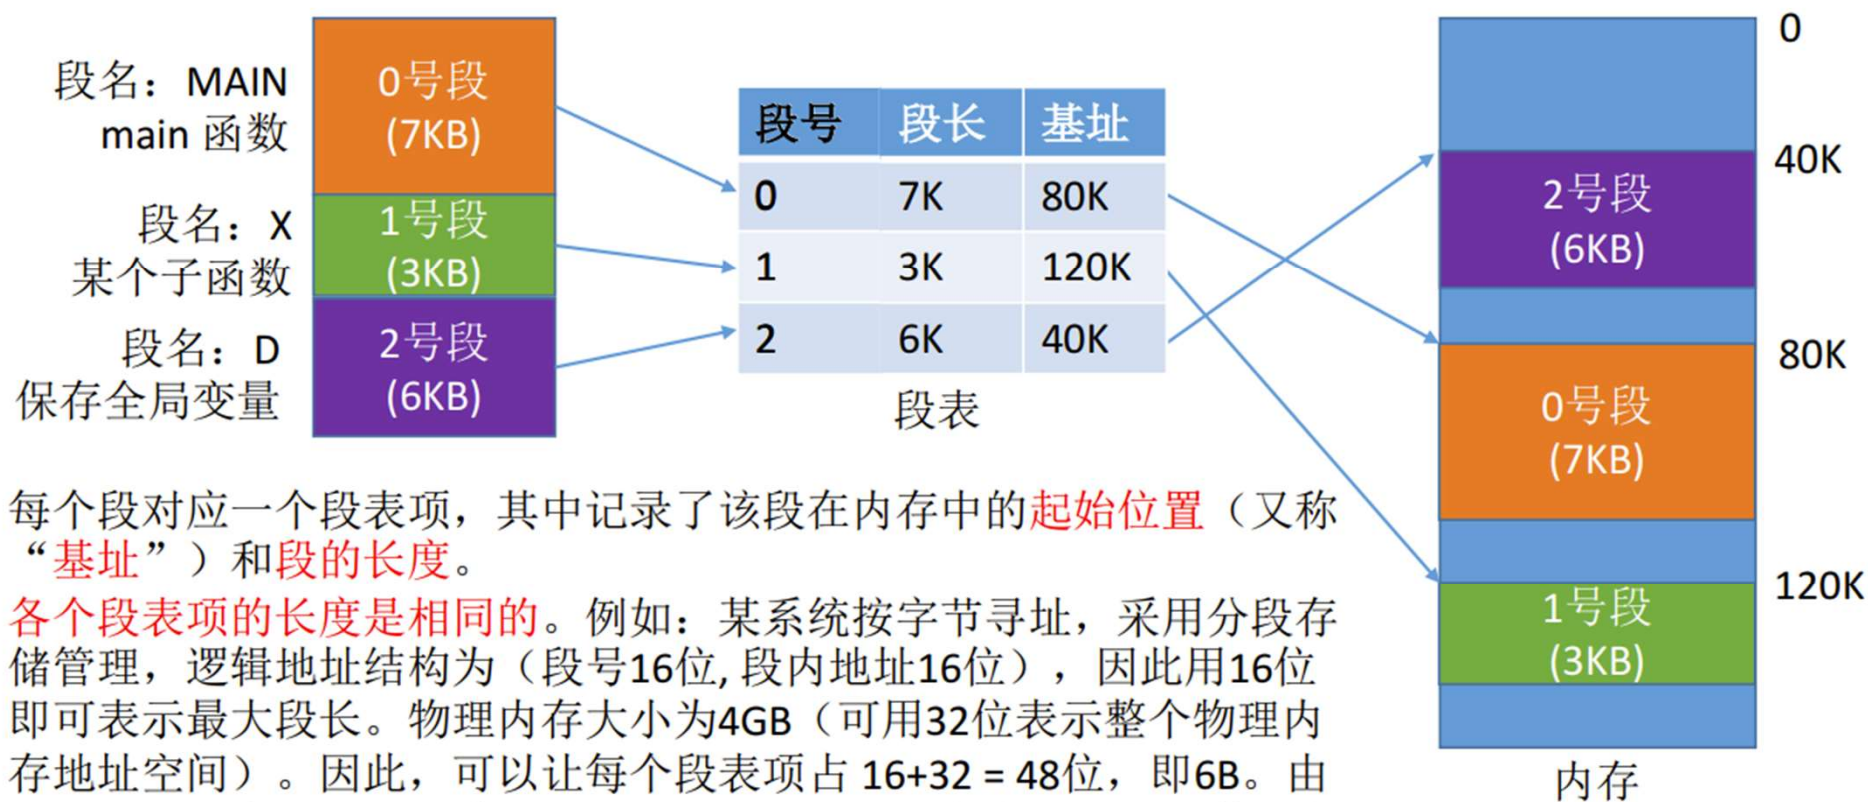 段名：MAIN
main 函数
段名：X
某个子函数
段名：D
保存全局变量
0号段
(7KB)
1号段
(3KB)
2号段
(6KB)
段号 段长 基址
0 7K 80K
1 3K 120K
2 6K 40K
段表
0
40K
2号段
(6KB)
80K
0号段
(7KB)
120K
1号段
(3KB)
内存
每个段对应一个段表项，其中记录了该段在内存中的起始位置（又称
“基址”）和段的长度。
各个段表项的长度是相同的。例如：某系统按字节寻址，采用分段存
储管理，逻辑地址结构为（段号16位, 段内地址16位），因此用16位
即可表示最大段长。物理内存大小为4GB（可用32位表示整个物理内
存地址空间）。因此，可以让每个段表项占 16+32 = 48位，即6B。由